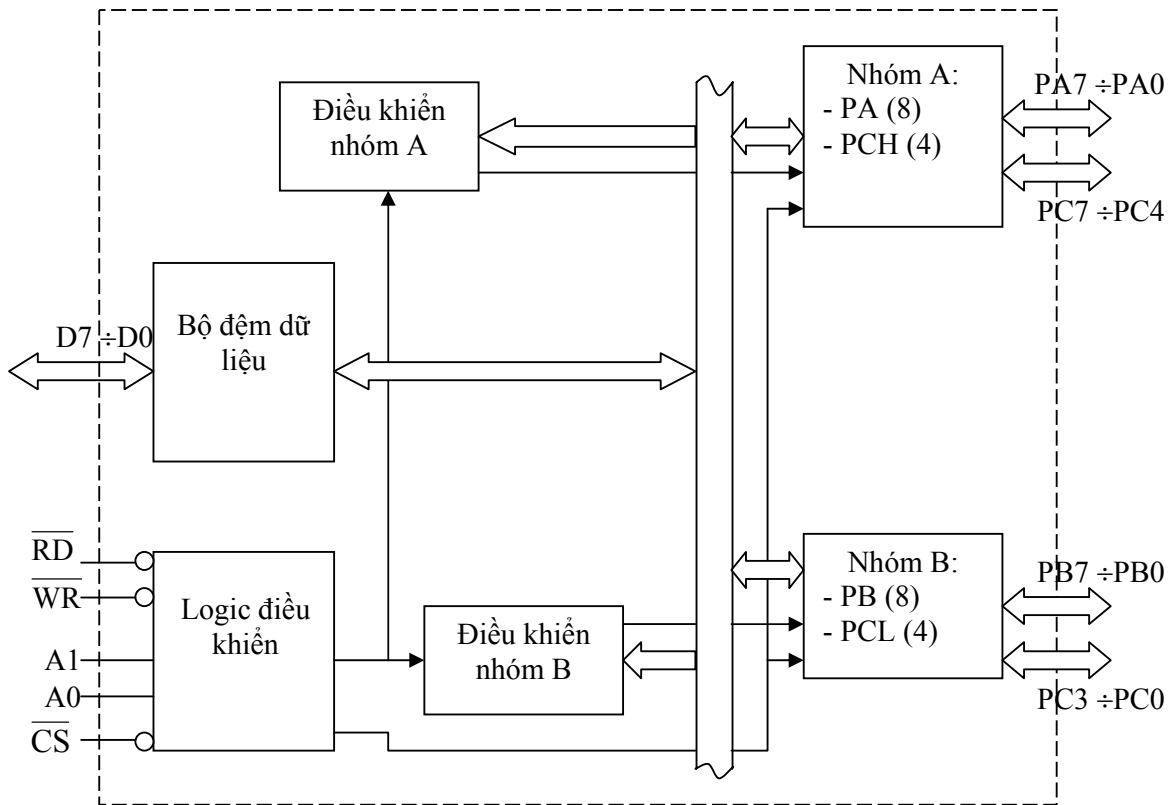 Điều khiển
nhóm A
Nhóm A:
- PA (8)
- PCH (4)
PA7 ÷PA0
PC7 ÷PC4
D7 ÷D0
Bộ đệm dữ
liệu
RD
WR
A1
A0
CS
Logic điều
khiển
Điều khiển
nhóm B
Nhóm B:
- PB (8)
- PCL (4)
PB7 ÷PB0
PC3 ÷PC0